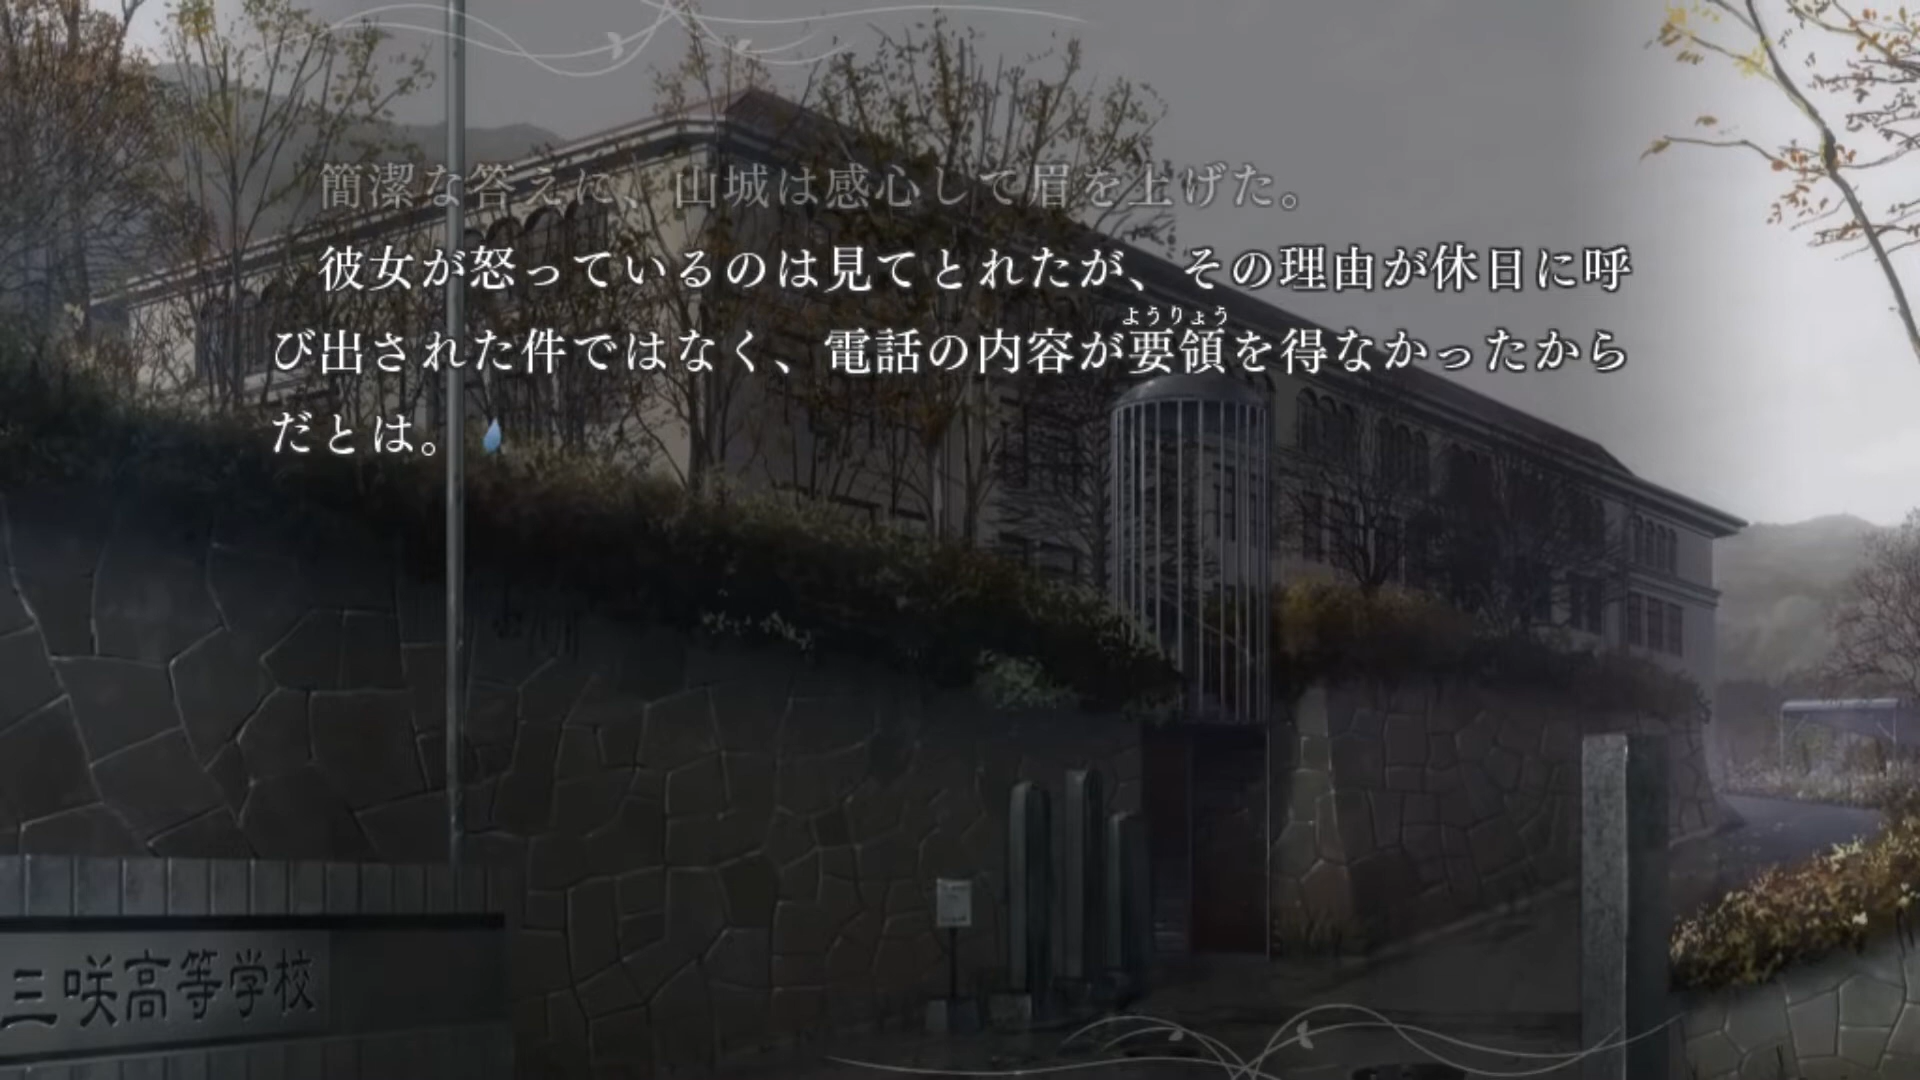 簡潔な答えに、山城は感心して眉を上げた。
彼女が怒っているのは見てとれたが、その理由が休日に呼
ようりょう
び出された件ではなく、電話の内容が要領を得なかったから
だとは。
三咲高等学校